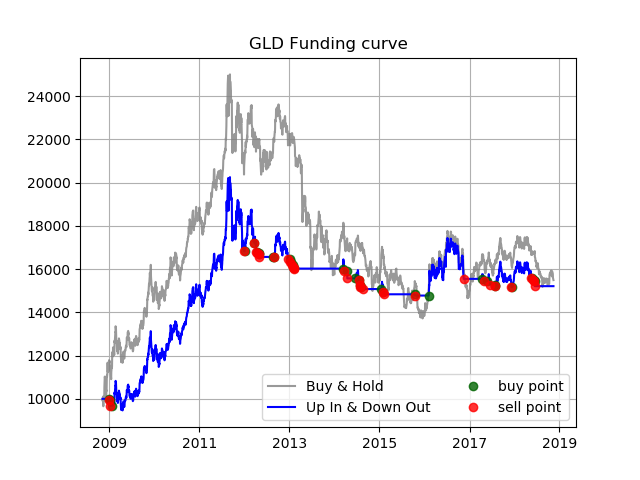 GLD Funding curve
24000
22000
20000
18000
16000
14000
12000
10000
Buy & Hold
Up In & Down Out
buy point
sell point
2009 2011 2013 2015 2017 2019